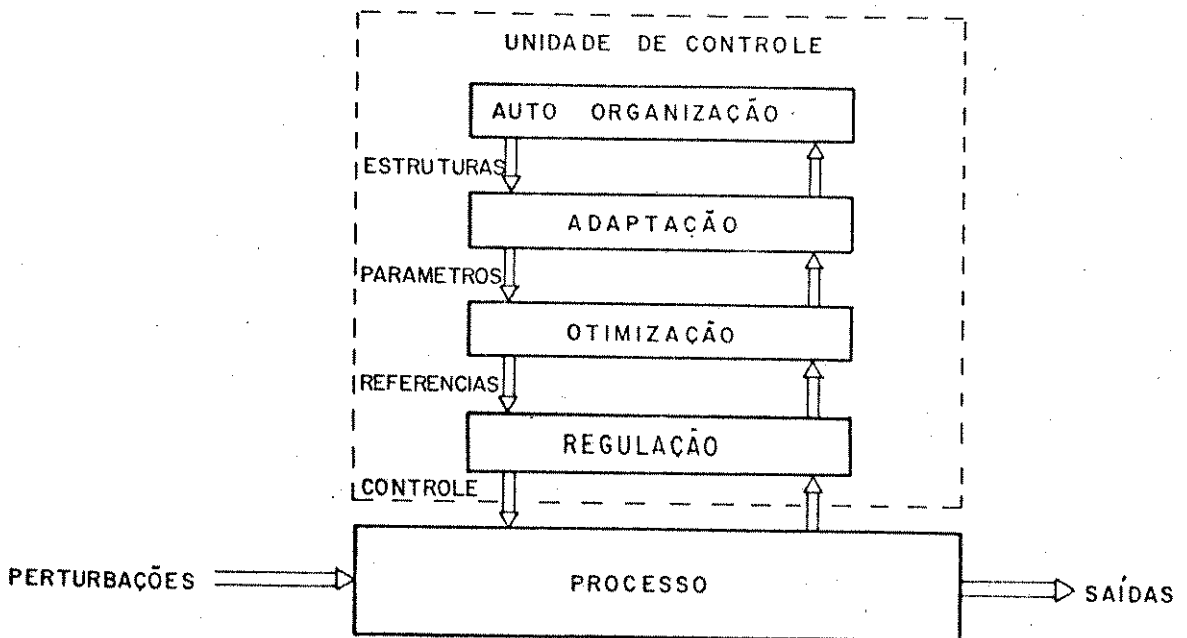 UNIDADE DE CONTROLE
AUTO ORGANIZAÇÃO
ESTRUTURAS
ADAPTAÇÃO
PARAMETROS
OTIMIZAÇÃO
REFERENCIAS
REGULAÇÃO
CONTROLE
PERTURBAÇÕES
PROCESSO
SAÍDAS